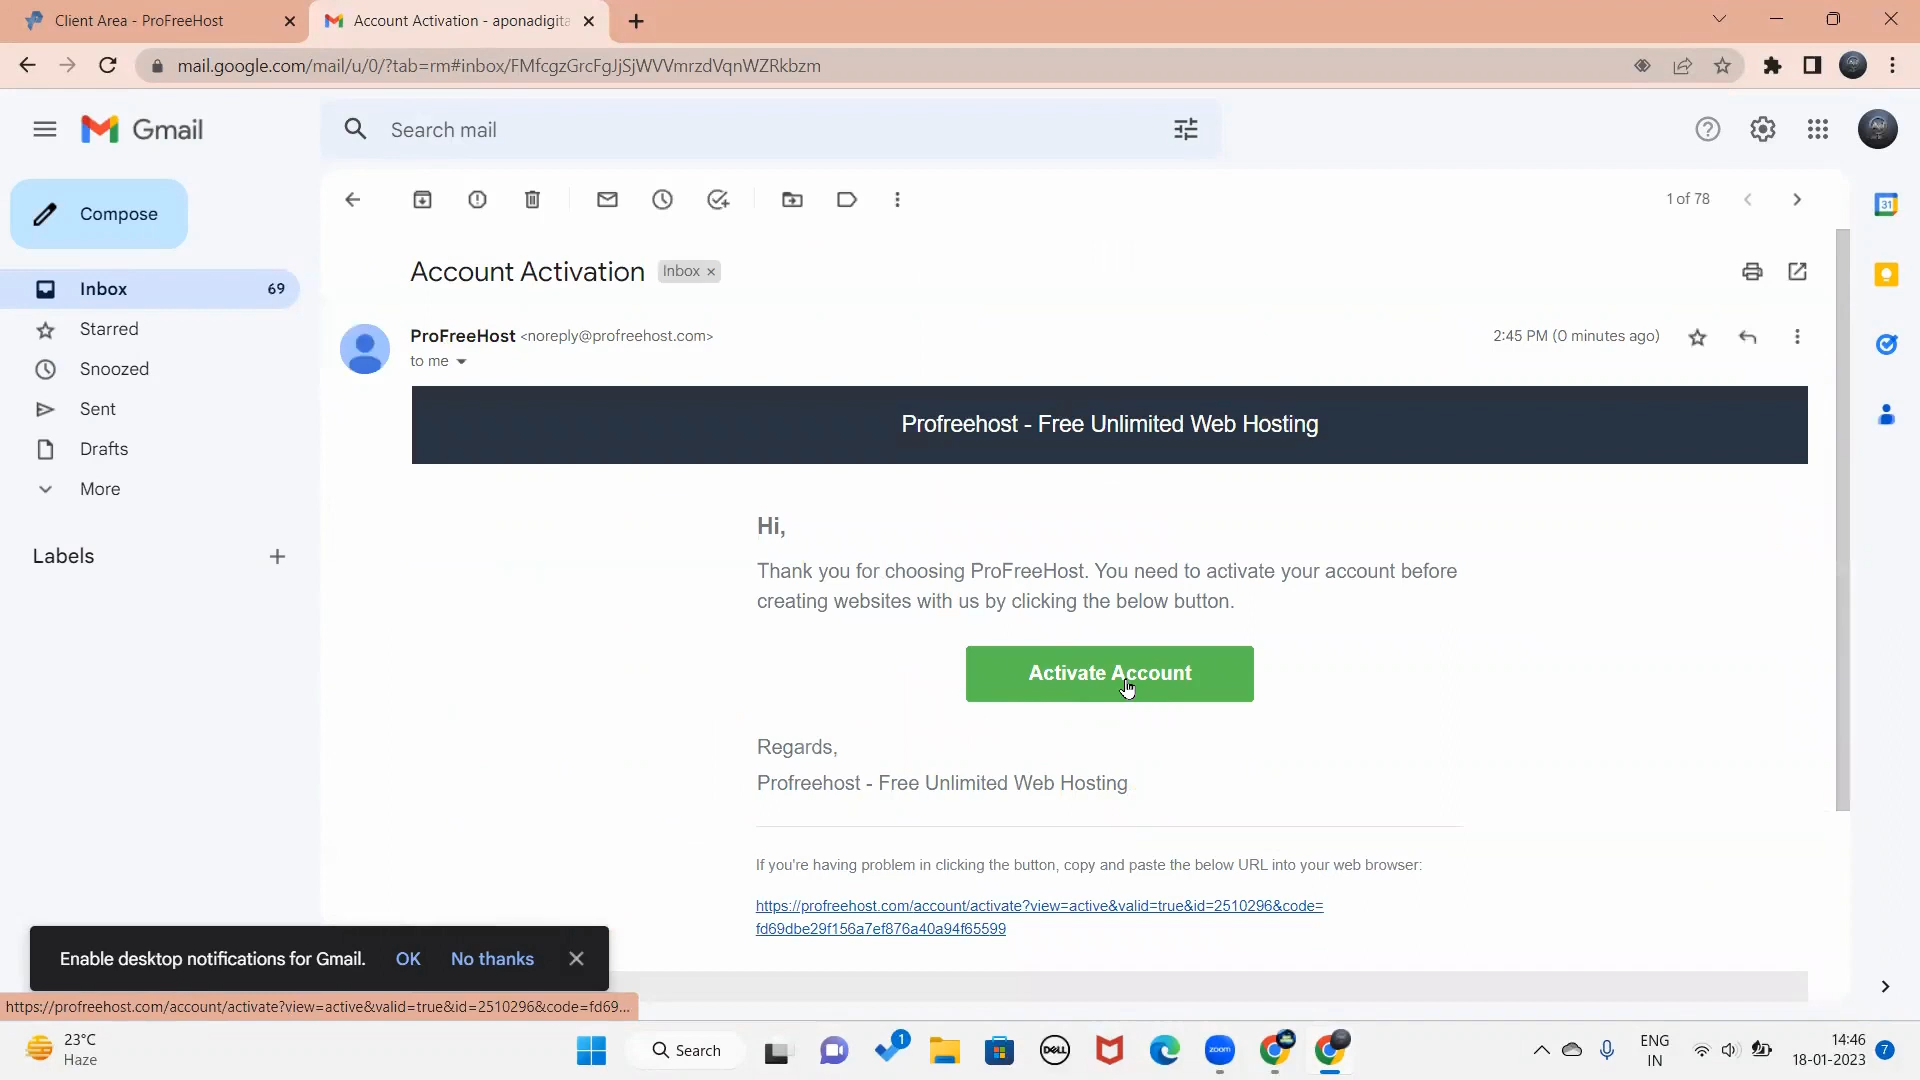 Client Area - ProFreeHost
Account Activation - aponadigita
mail.google.com/mail/u/0/?tab=rm#inbox/FMfcgzGrcFgJjSjWVVmrzdVqnWZRkbzm
Gmail
Search mail
Compose
1 of 78
31
Account Activation
Inbox ×
Inbox 69
Starred
Snoozed
Sent
Drafts
More
Labels
ProFreeHost <noreply@profreehost.com>
2:45 PM (0 minutes ago)
to me
Profreehost - Free Unlimited Web Hosting
Hi,
Thank you for choosing ProFreeHost. You need to activate your account before
creating websites with us by clicking the below button.
Activate Account
Regards,
Profreehost - Free Unlimited Web Hosting
If you're having problem in clicking the button, copy and paste the below URL into your web browser:
https://profreehost.com/account/activate?view=active&valid=true&id=2510296&code=
fd69dbe29f156a7ef876a40a94f65599
Enable desktop notifications for Gmail. OK No thanks
https://profreehost.com/account/activate?view=active&valid=true&id=2510296&code=fd69...
23°C
Haze
Search
1
DELL
zoom
ENG
IN
14:46
18-01-2023
7